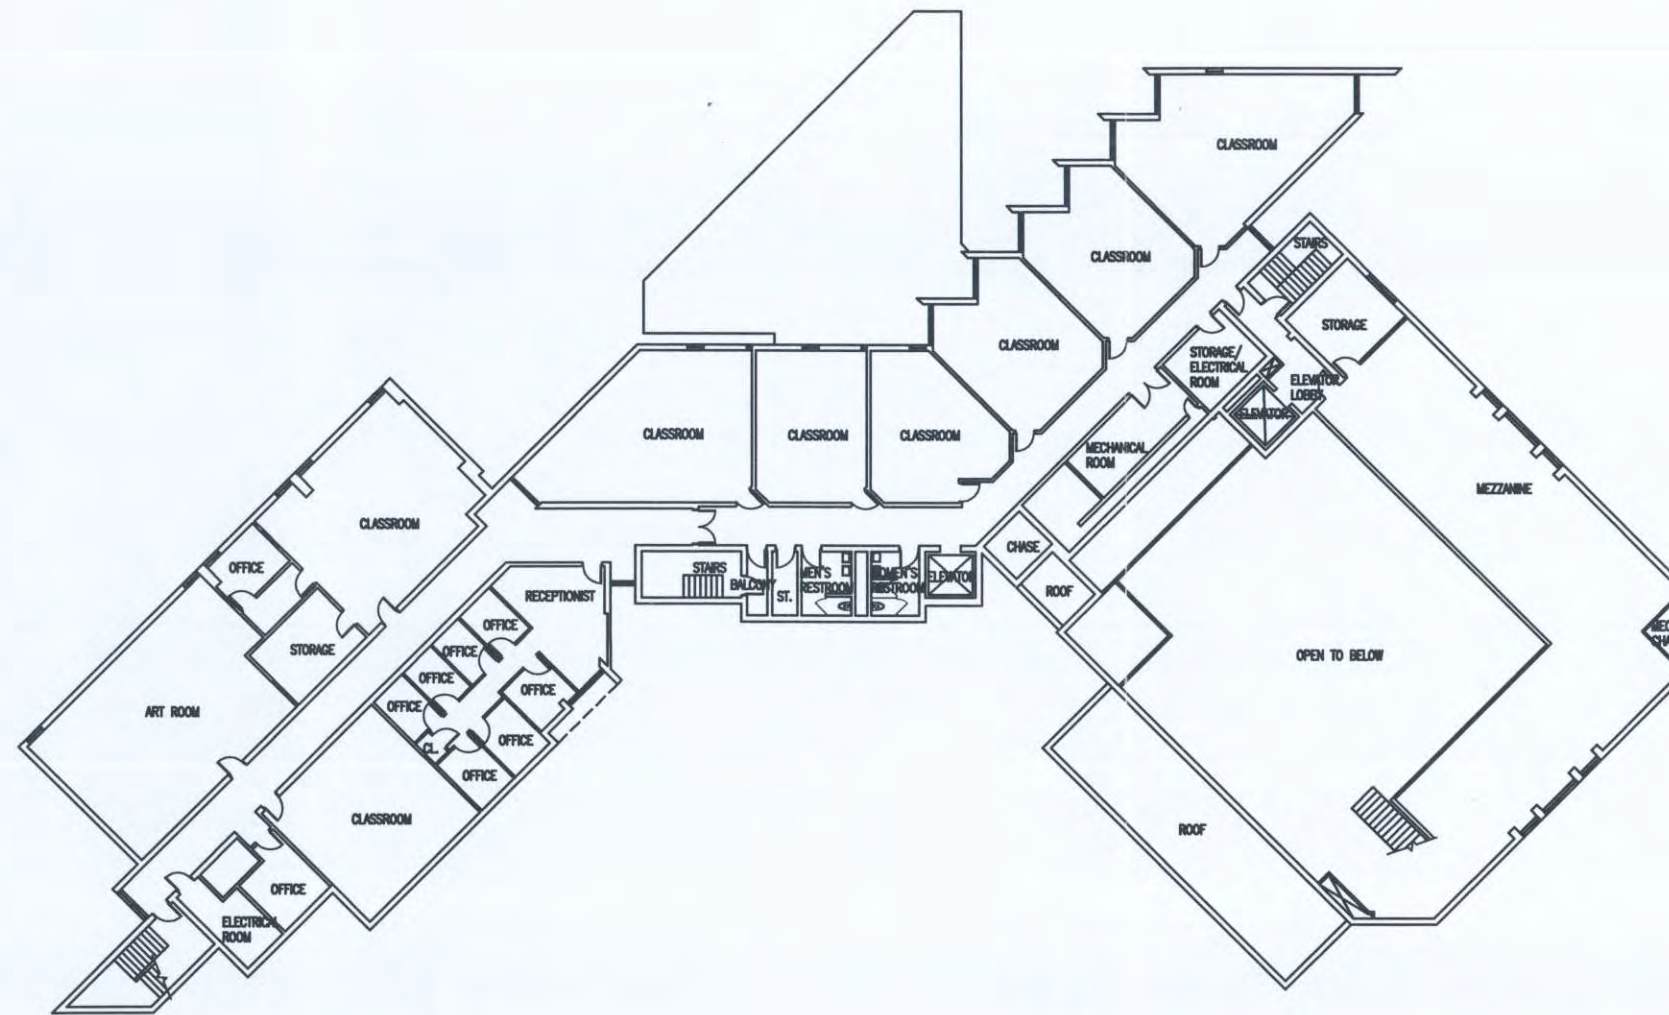 CLASSROOM
CLASSROOM
STAIRS
STORAGE
CLASSROOM
STORAGE/
ELECTRICAL
ROOM
ELEVATOR
LOBBY
ELEVATOR
CLASSROOM
CLASSROOM
CLASSROOM
MECHANICAL
ROOM
MEZZANINE
CLASSROOM
CHASE
OFFICE
STAIRS
BALCONY
ST.
MEN'S
RESTROOM
WOMEN'S
RESTROOM
ELEVATOR
ROOF
RECEPTIONIST
OFFICE
OFFICE
OFFICE
OFFICE
OFFICE
OFFICE
OFFICE
CL.
STORAGE
OPEN TO BELOW
ART ROOM
CLASSROOM
ROOF
OFFICE
ELECTRICAL
ROOM